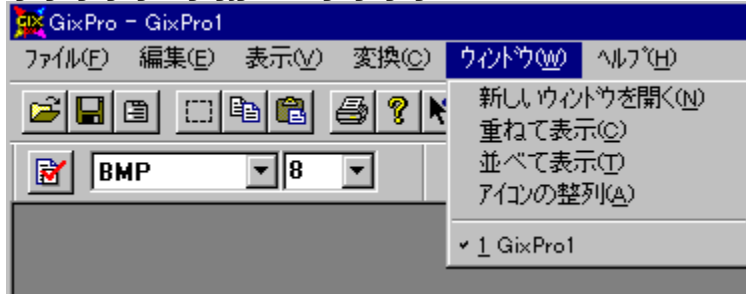 GixPro - GixPro1
ﾌｧｲﾙ(F) 編集(E) 表示(V) 変換(C) ｳｨﾝﾄﾞｳ(W) ﾍﾙﾌﾟ(H)
新しいｳｨﾝﾄﾞｳを開く(N)
重ねて表示(C)
並べて表示(T)
ｱｲｺﾝの整列(A)
BMP 8
1 GixPro1